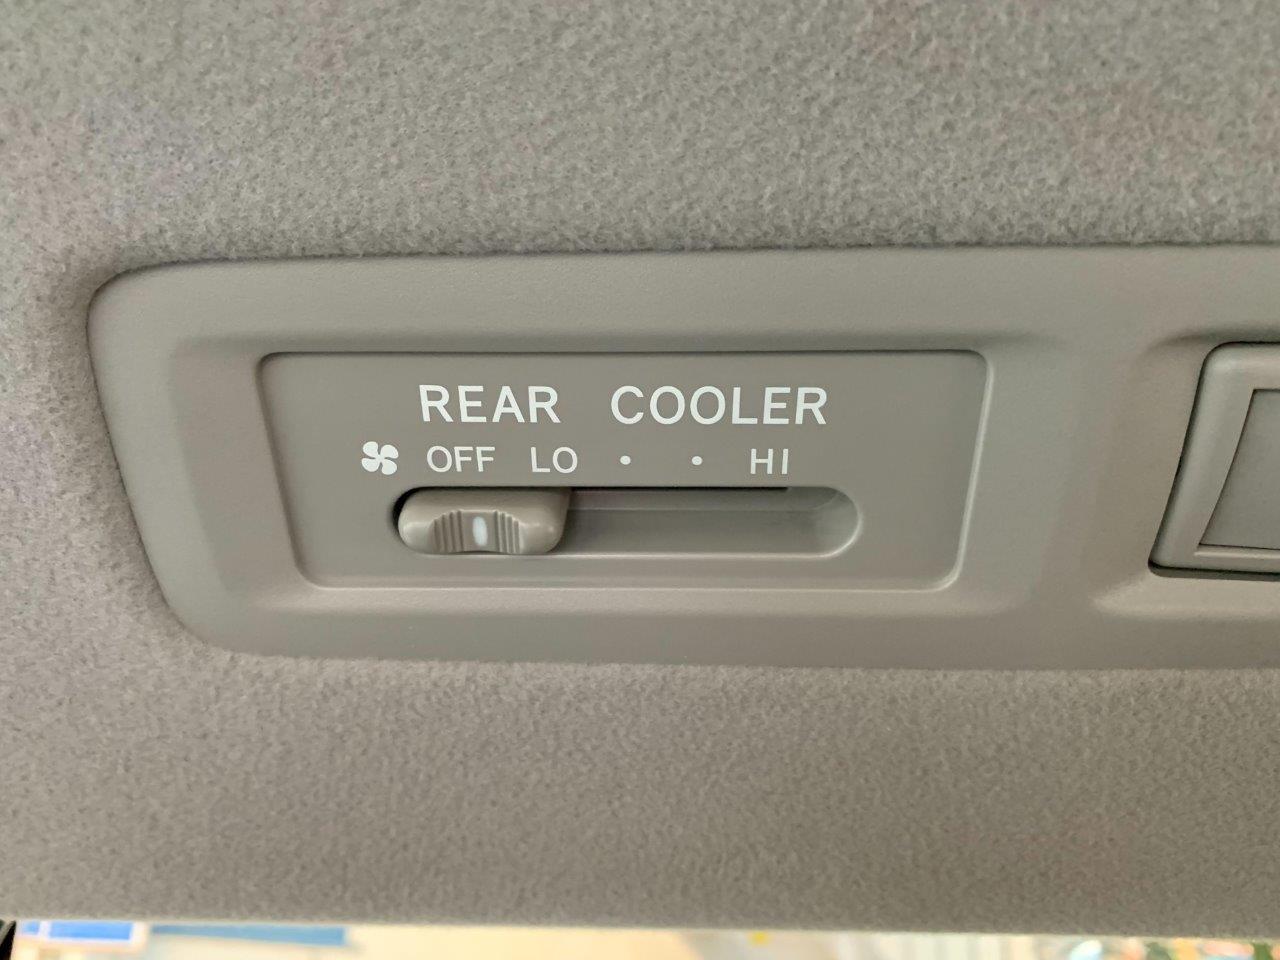 REAR COOLER
OFF LO • • HI